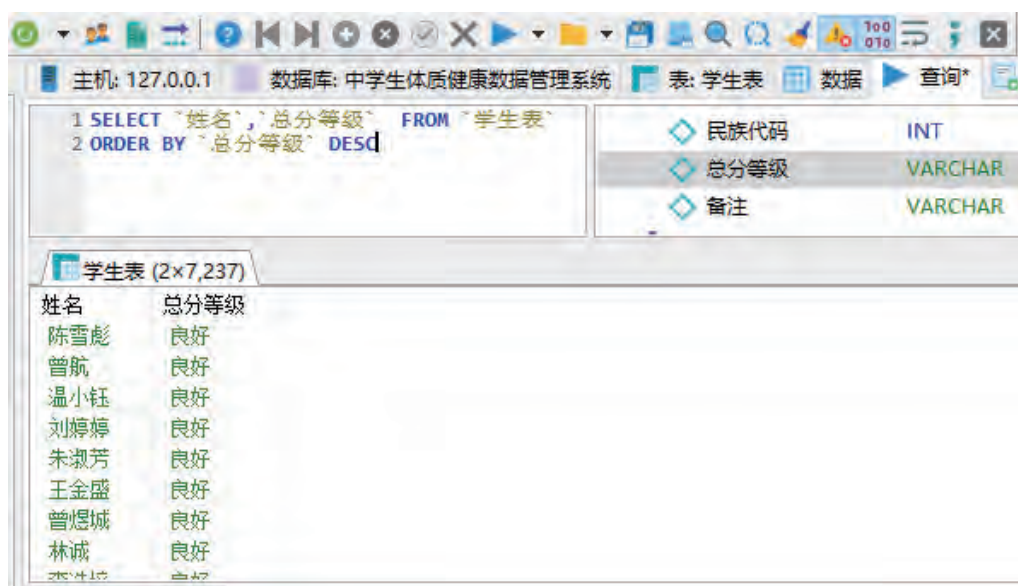 主机: 127.0.0.1 数据库: 中学生体质健康数据管理系统 表: 学生表 数据 查询*
1 SELECT `姓名`,`总分等级` FROM `学生表`
2 ORDER BY `总分等级` DESC
民族代码 INT
总分等级 VARCHAR
备注 VARCHAR
学生表 (2×7,237)
姓名 总分等级
陈雪彪 良好
曾航 良好
温小钰 良好
刘婷婷 良好
朱淑芳 良好
王金盛 良好
曾煜城 良好
林诚 良好
良好